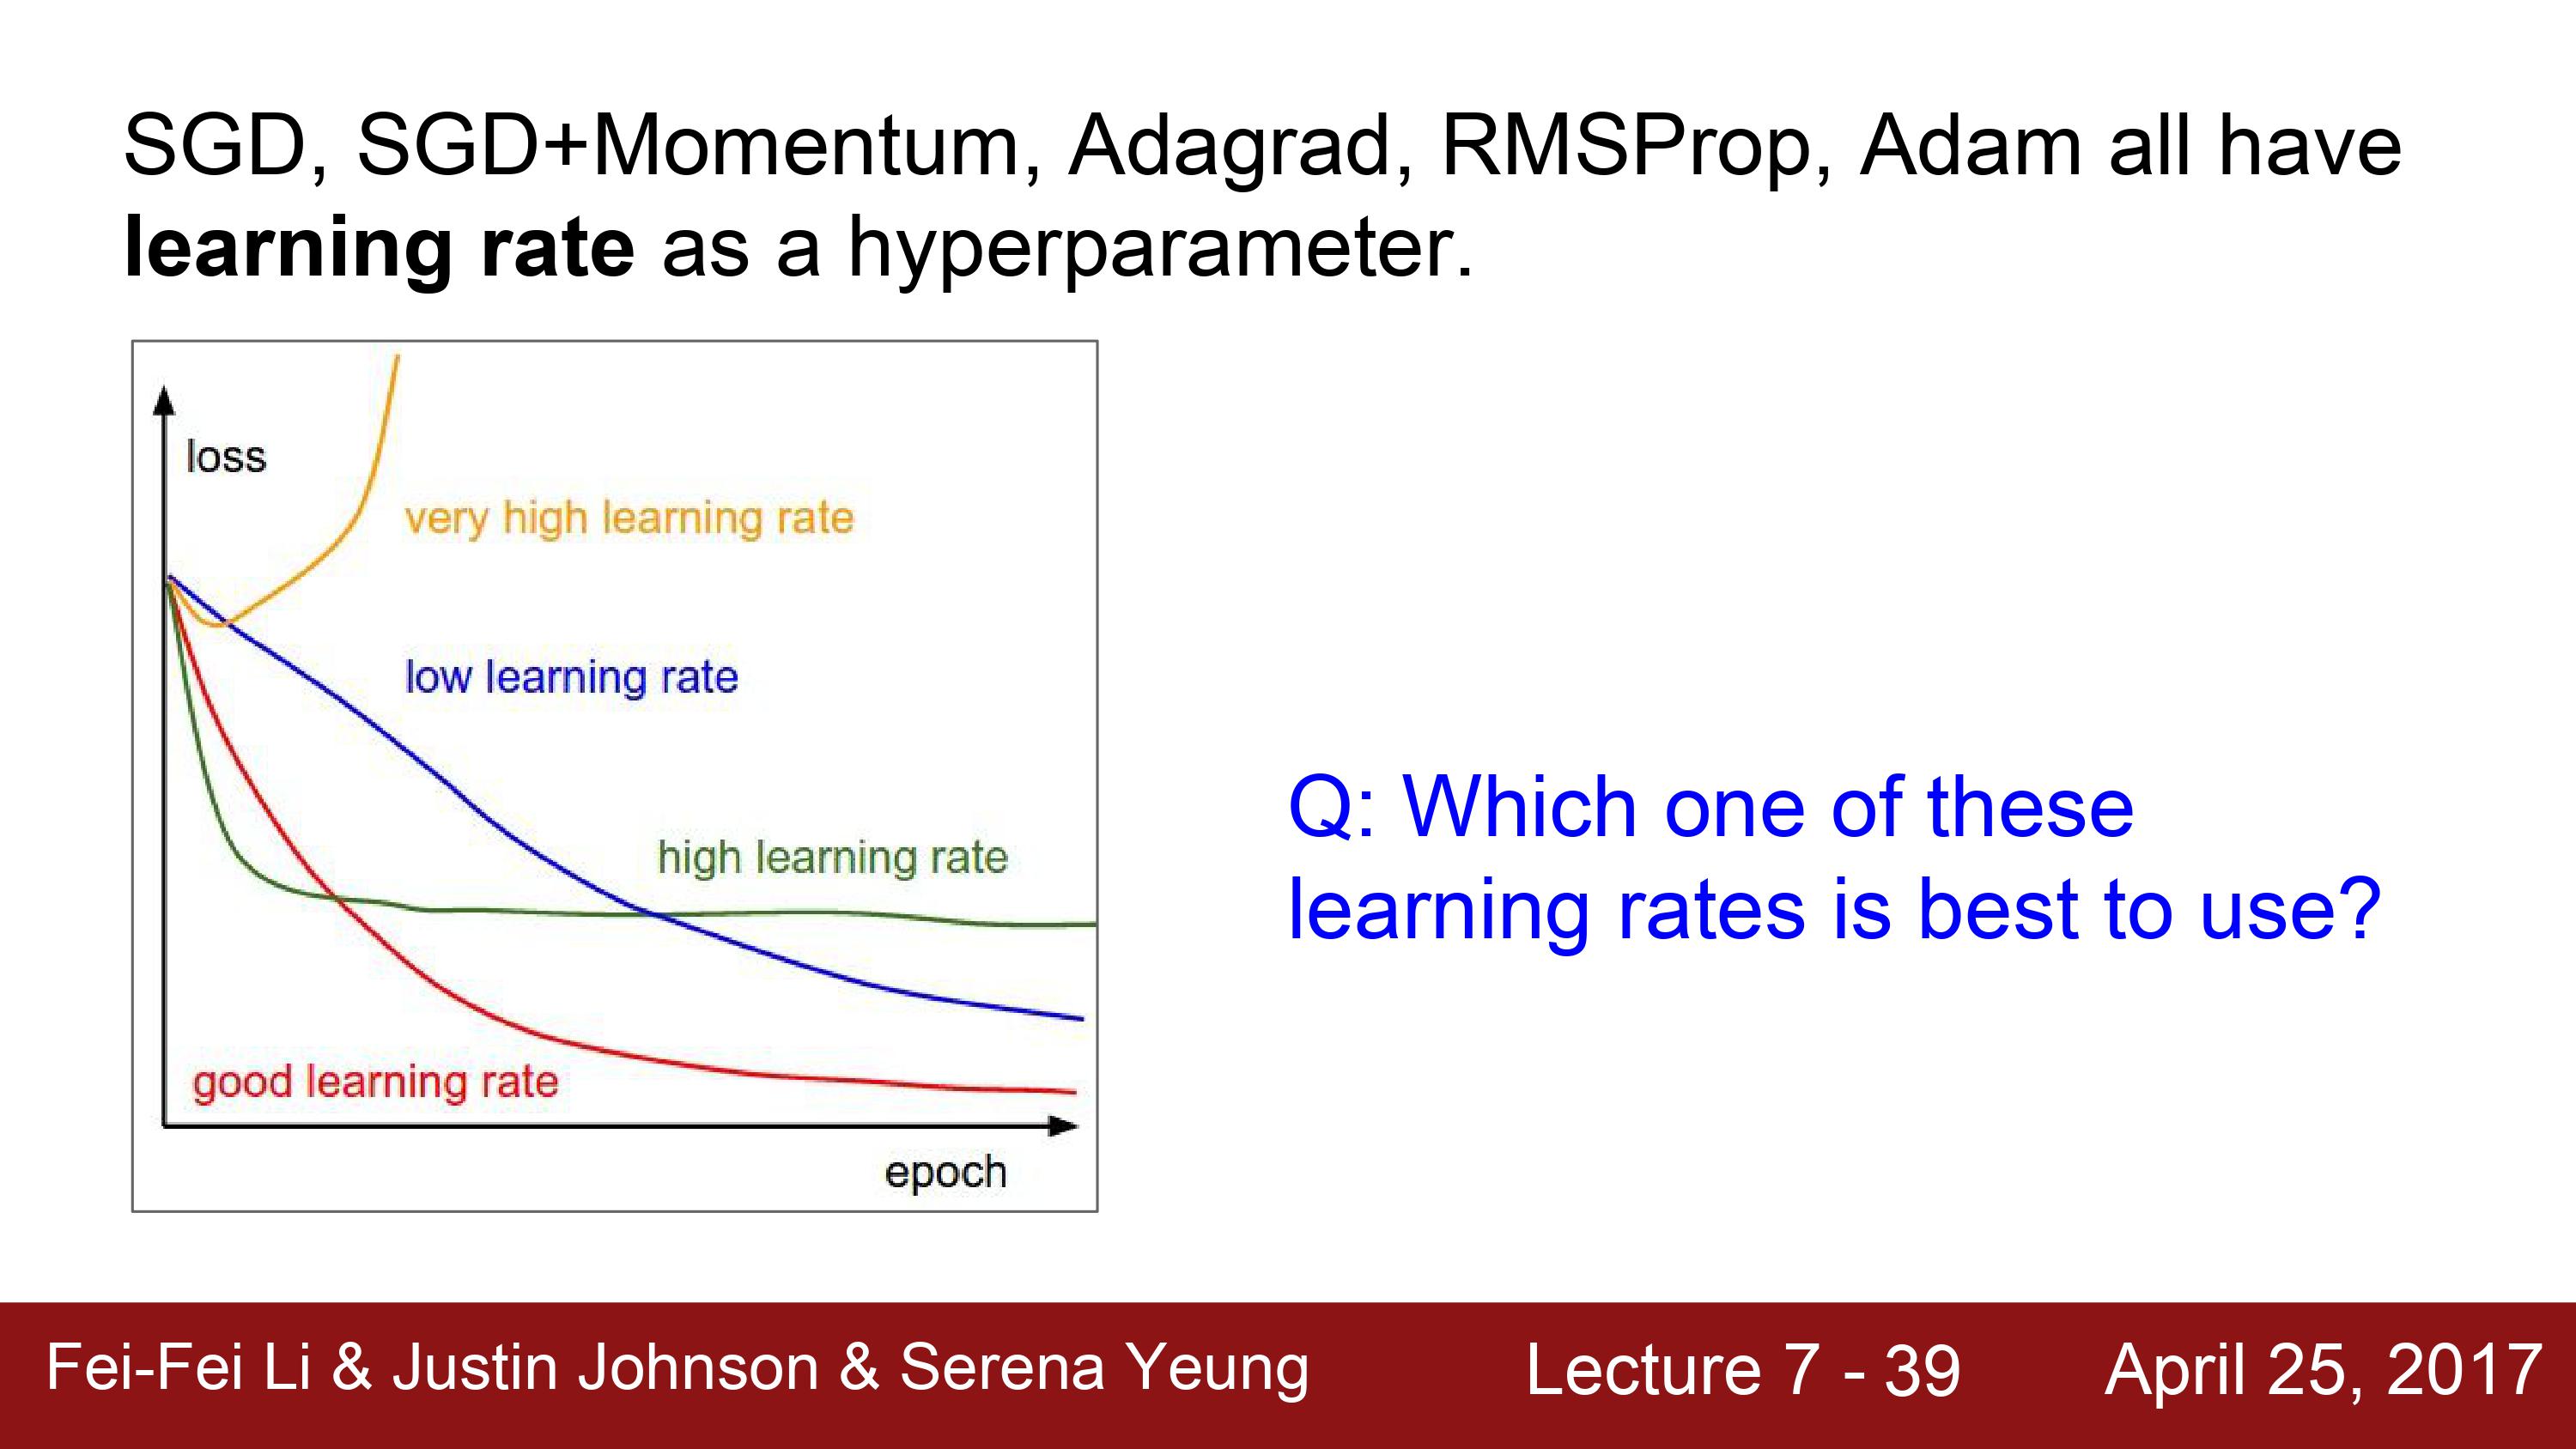 SGD, SGD+Momentum, Adagrad, RMSProp, Adam all have
learning rate as a hyperparameter.
loss
very high learning rate
low learning rate
high learning rate
good learning rate
epoch
Q: Which one of these
learning rates is best to use?
Fei-Fei Li & Justin Johnson & Serena Yeung
Lecture 7 - 39
April 25, 2017